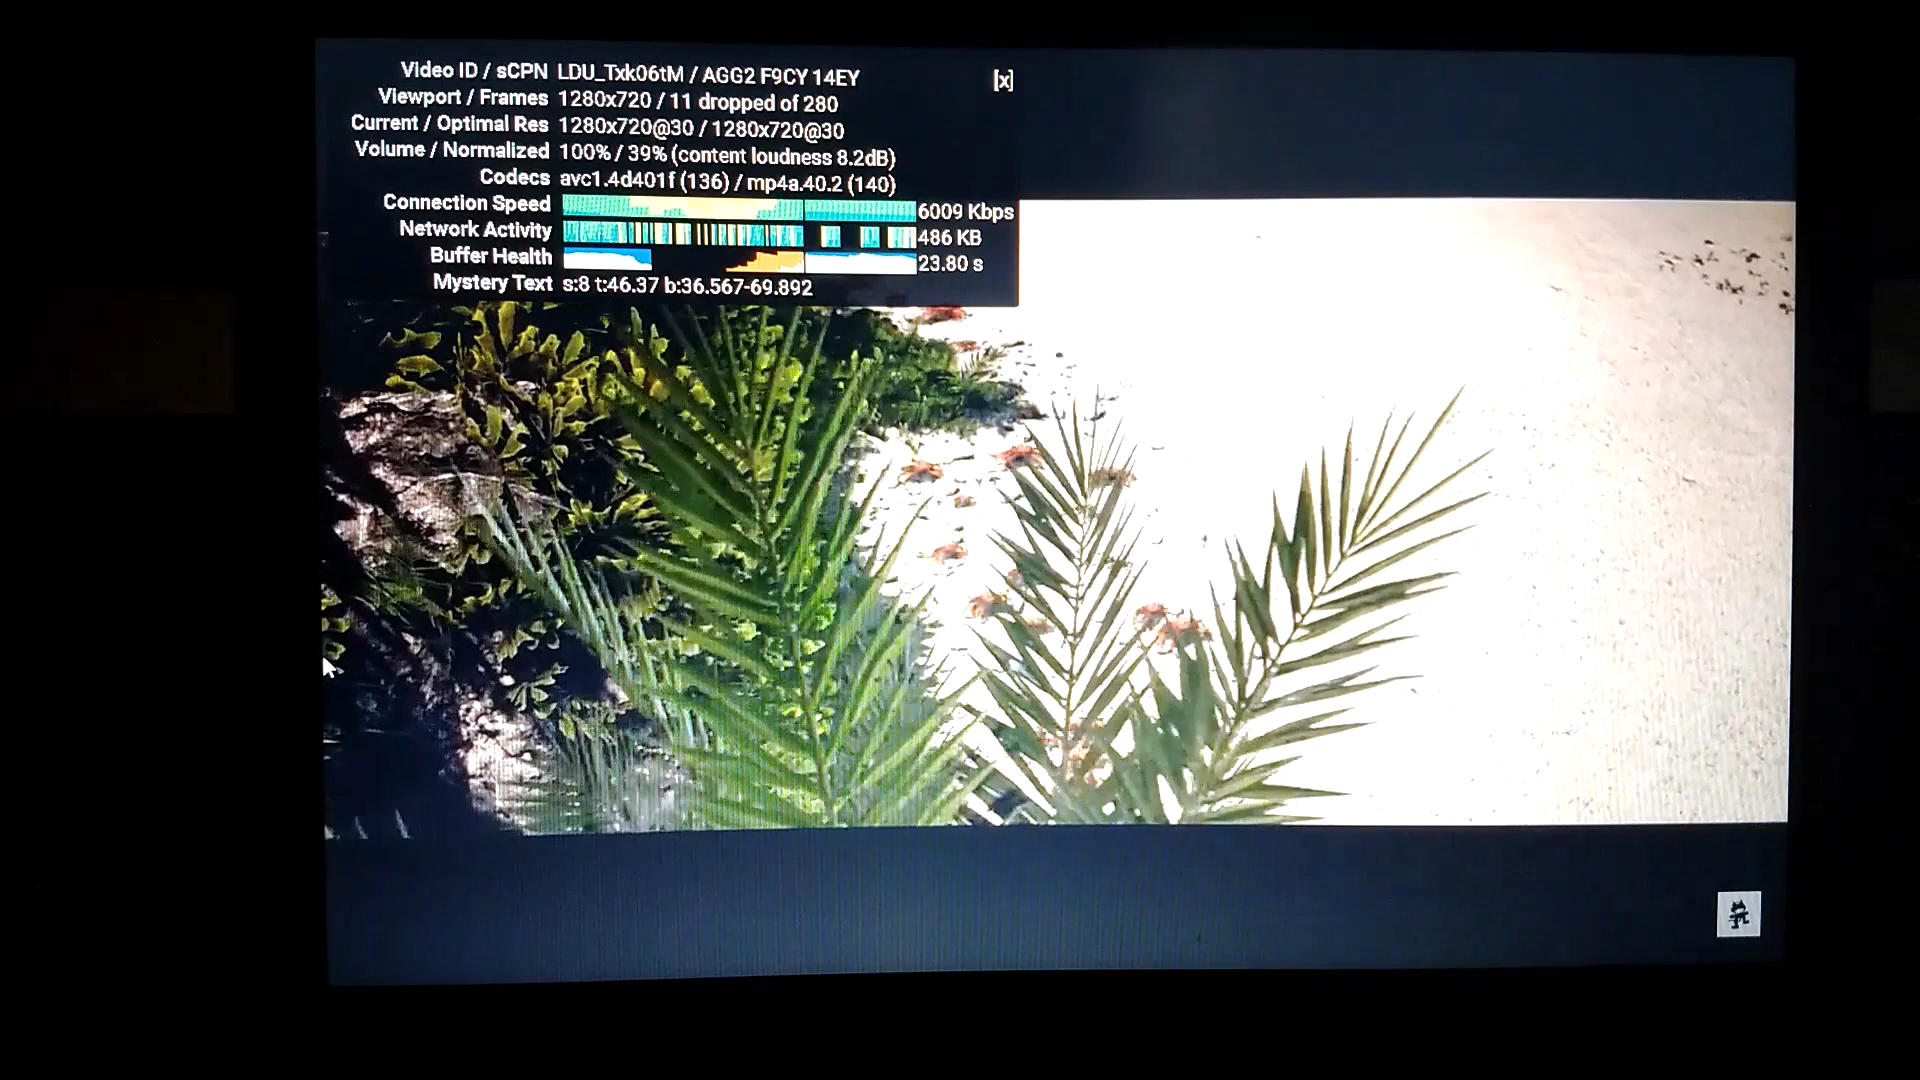 Video ID / sCPN LDU_Txk06tM / AGG2 F9CY 14EY
[x]
Viewport / Frames 1280x720 / 11 dropped of 280
Current / Optimal Res 1280x720@30 / 1280x720@30
Volume / Normalized 100% / 39% (content loudness 8.2dB)
Codecs avc1.4d401f (136) / mp4a.40.2 (140)
Connection Speed 6009 Kbps
Network Activity 486 KB
Buffer Health 23.80 s
Mystery Text s:8 t:46.37 b:36.567-69.892